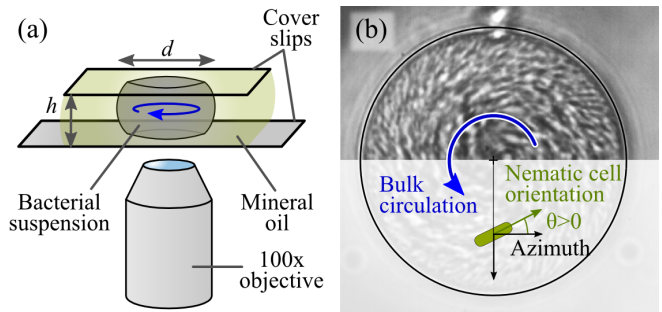 (a)
d
Cover
slips
h
Bacterial
suspension
Mineral
oil
100x
objective
(b)
Bulk
circulation
Nematic cell
orientation
θ>0
Azimuth